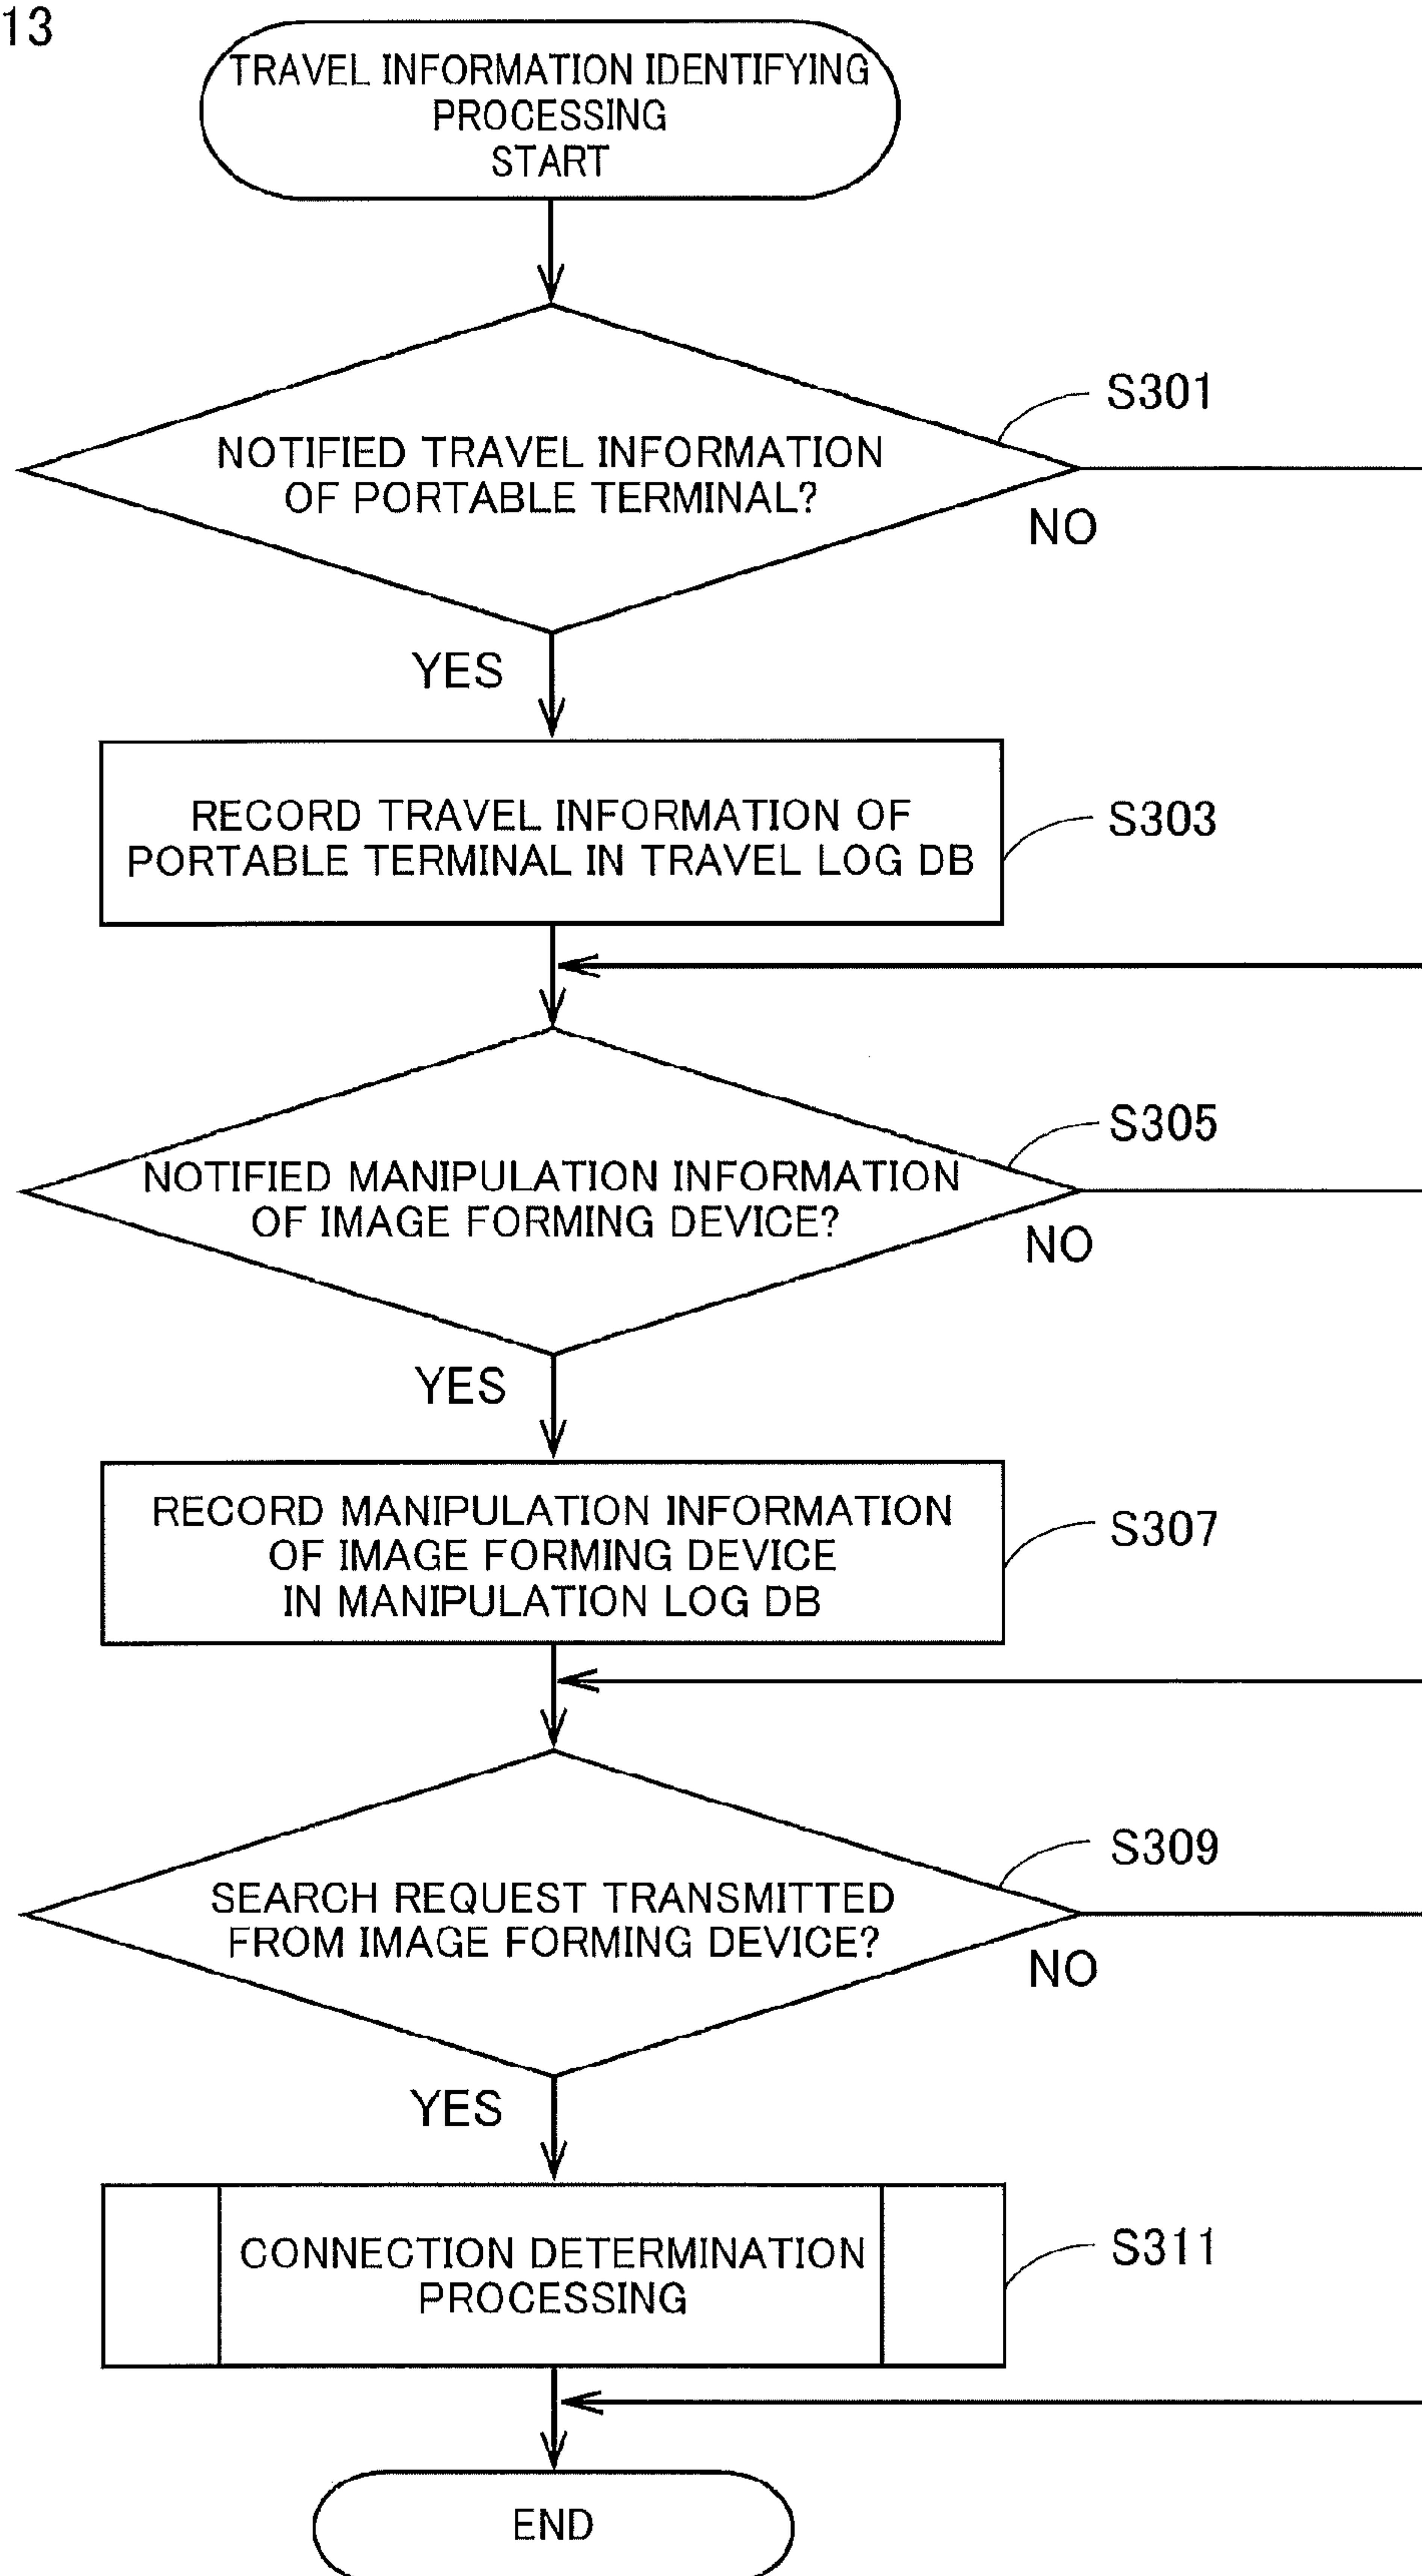 13
TRAVEL INFORMATION IDENTIFYING
PROCESSING
START
S301
NOTIFIED TRAVEL INFORMATION
OF PORTABLE TERMINAL?
NO
YES
RECORD TRAVEL INFORMATION OF
PORTABLE TERMINAL IN TRAVEL LOG DB
S303
S305
NOTIFIED MANIPULATION INFORMATION
OF IMAGE FORMING DEVICE?
NO
YES
RECORD MANIPULATION INFORMATION
OF IMAGE FORMING DEVICE
IN MANIPULATION LOG DB
S307
S309
SEARCH REQUEST TRANSMITTED
FROM IMAGE FORMING DEVICE?
NO
YES
CONNECTION DETERMINATION
PROCESSING
S311
END